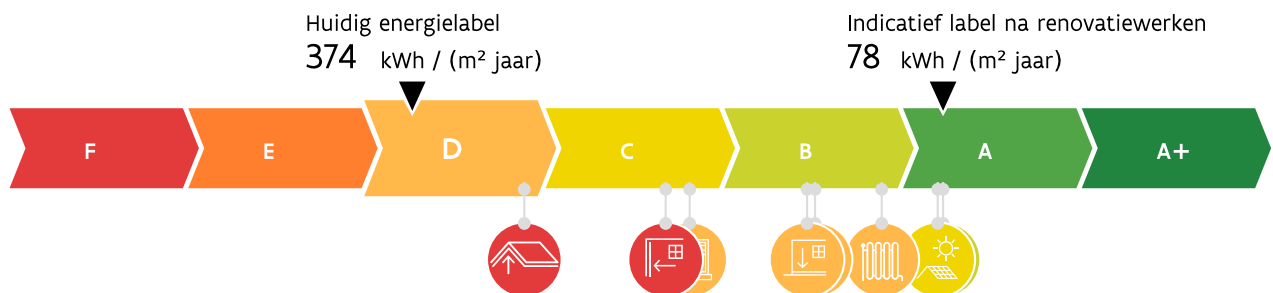 Huidig energielabel
374 kWh / (m² jaar)
Indicatief label na renovatiewerken
78 kWh / (m² jaar)
F
E
D
C
B
A
A+